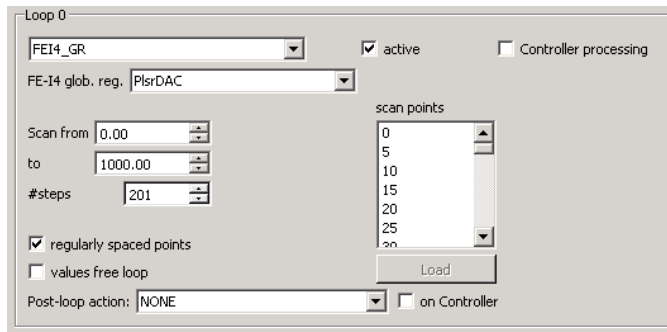 Loop 0
FEI4_GR
active
Controller processing
FE-I4 glob. reg. PlsrDAC
scan points
Scan from 0.00
to 1000.00
#steps 201
0
5
10
15
20
25
30
regularly spaced points
values free loop
Load
Post-loop action: NONE
on Controller